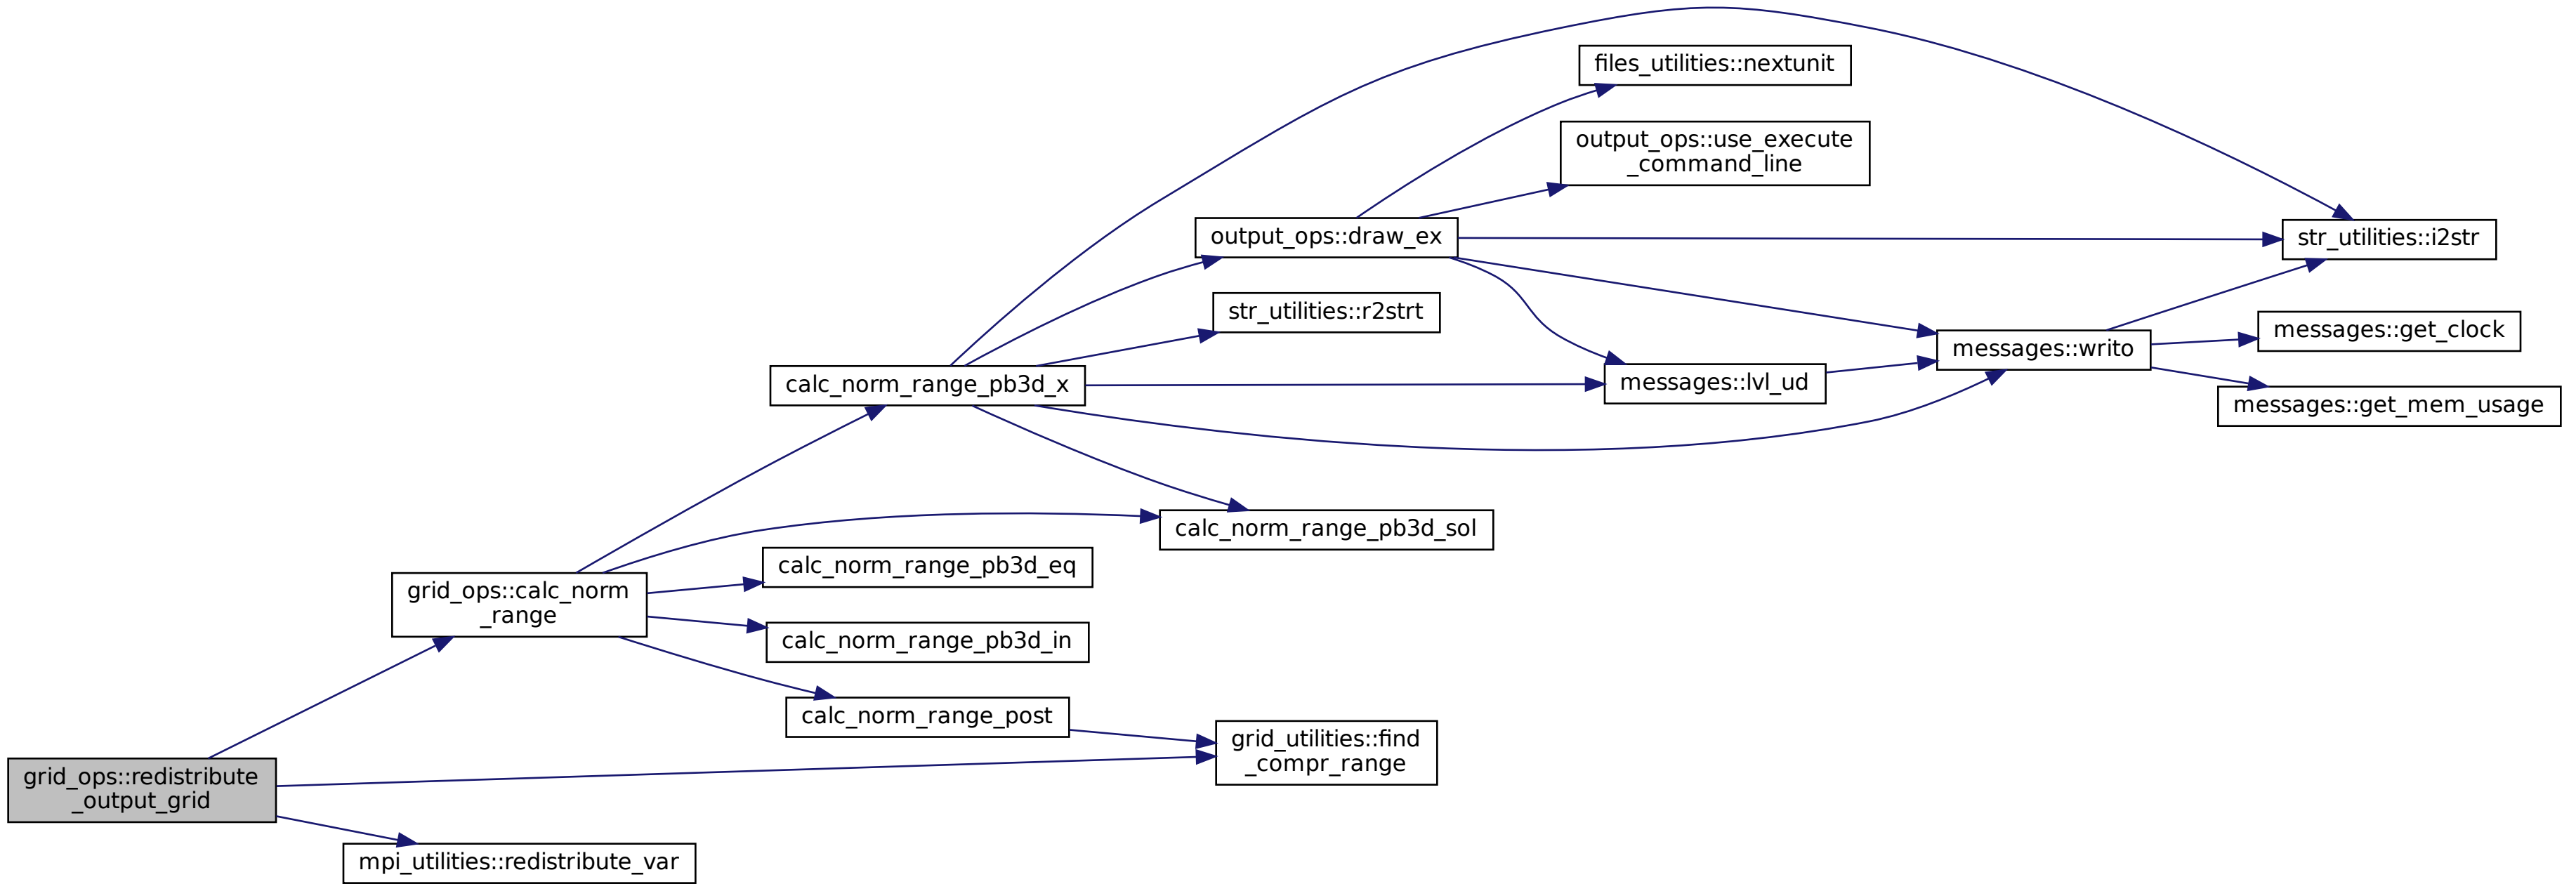 files_utilities::nextunit
output_ops::use_execute
_command_line
output_ops::draw_ex
str_utilities::i2str
str_utilities::r2strt
messages::get_clock
messages::writo
calc_norm_range_pb3d_x
messages::lvl_ud
messages::get_mem_usage
calc_norm_range_pb3d_sol
calc_norm_range_pb3d_eq
grid_ops::calc_norm
_range
calc_norm_range_pb3d_in
calc_norm_range_post
grid_utilities::find
_compr_range
grid_ops::redistribute
_output_grid
mpi_utilities::redistribute_var